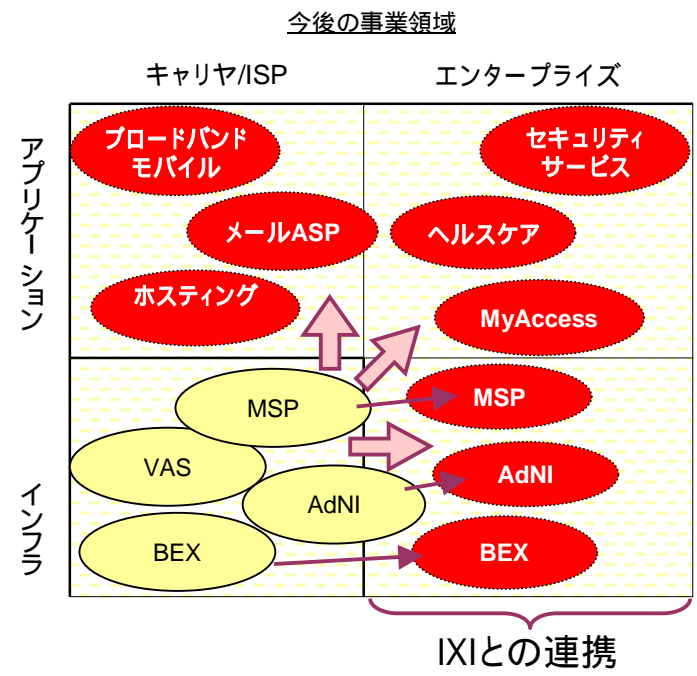 今後の事業領域
キャリヤ/ISP
エンタープライズ
アプリケーション
ブロードバンド
モバイル
セキュリティ
サービス
メールASP
ヘルスケア
ホスティング
MyAccess
インフラ
MSP
MSP
VAS
AdNI
AdNI
BEX
BEX
IXIとの連携